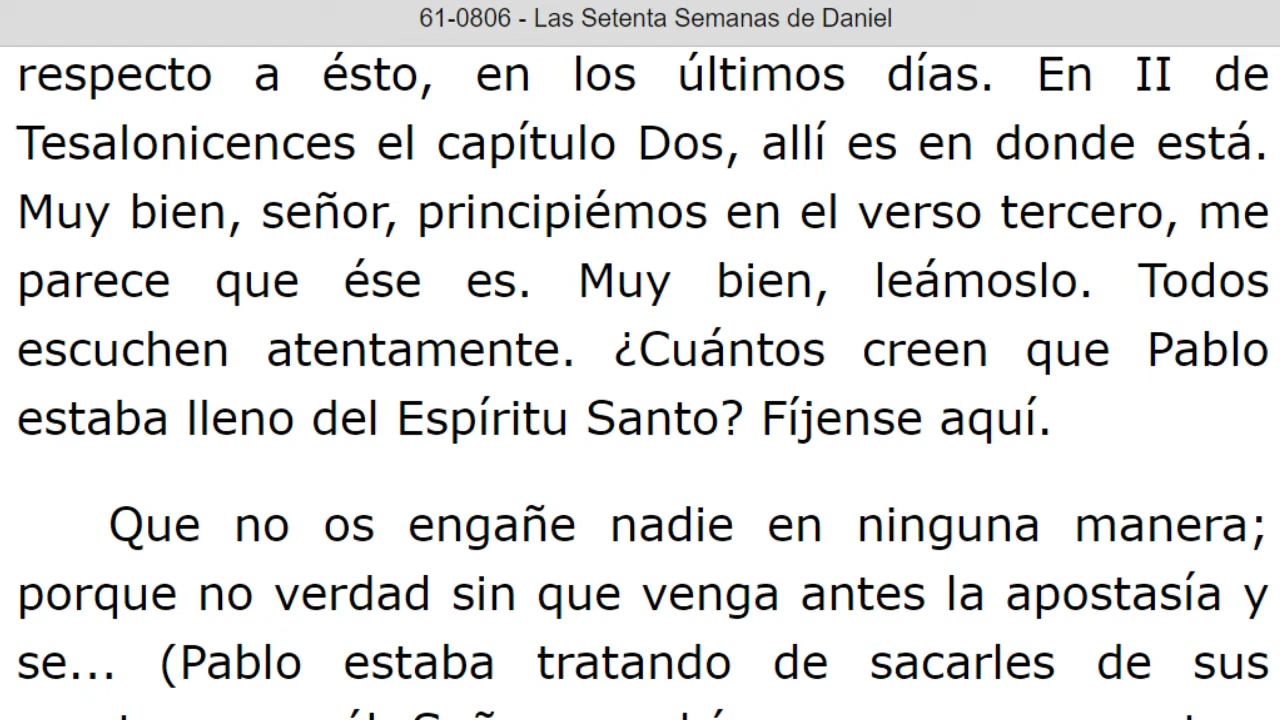 61-0806 - Las Setenta Semanas de Daniel
respecto a ésto, en los últimos días. En II de
Tesalonicences el capítulo Dos, allí es en donde está.
Muy bien, señor, principiémos en el verso tercero, me
parece que ése es. Muy bien, leámoslo. Todos
escuchen atentamente. ¿Cuántos creen que Pablo
estaba lleno del Espíritu Santo? Fíjense aquí.
Que no os engañe nadie en ninguna manera;
porque no verdad sin que venga antes la apostasía y
se... (Pablo estaba tratando de sacarles de sus